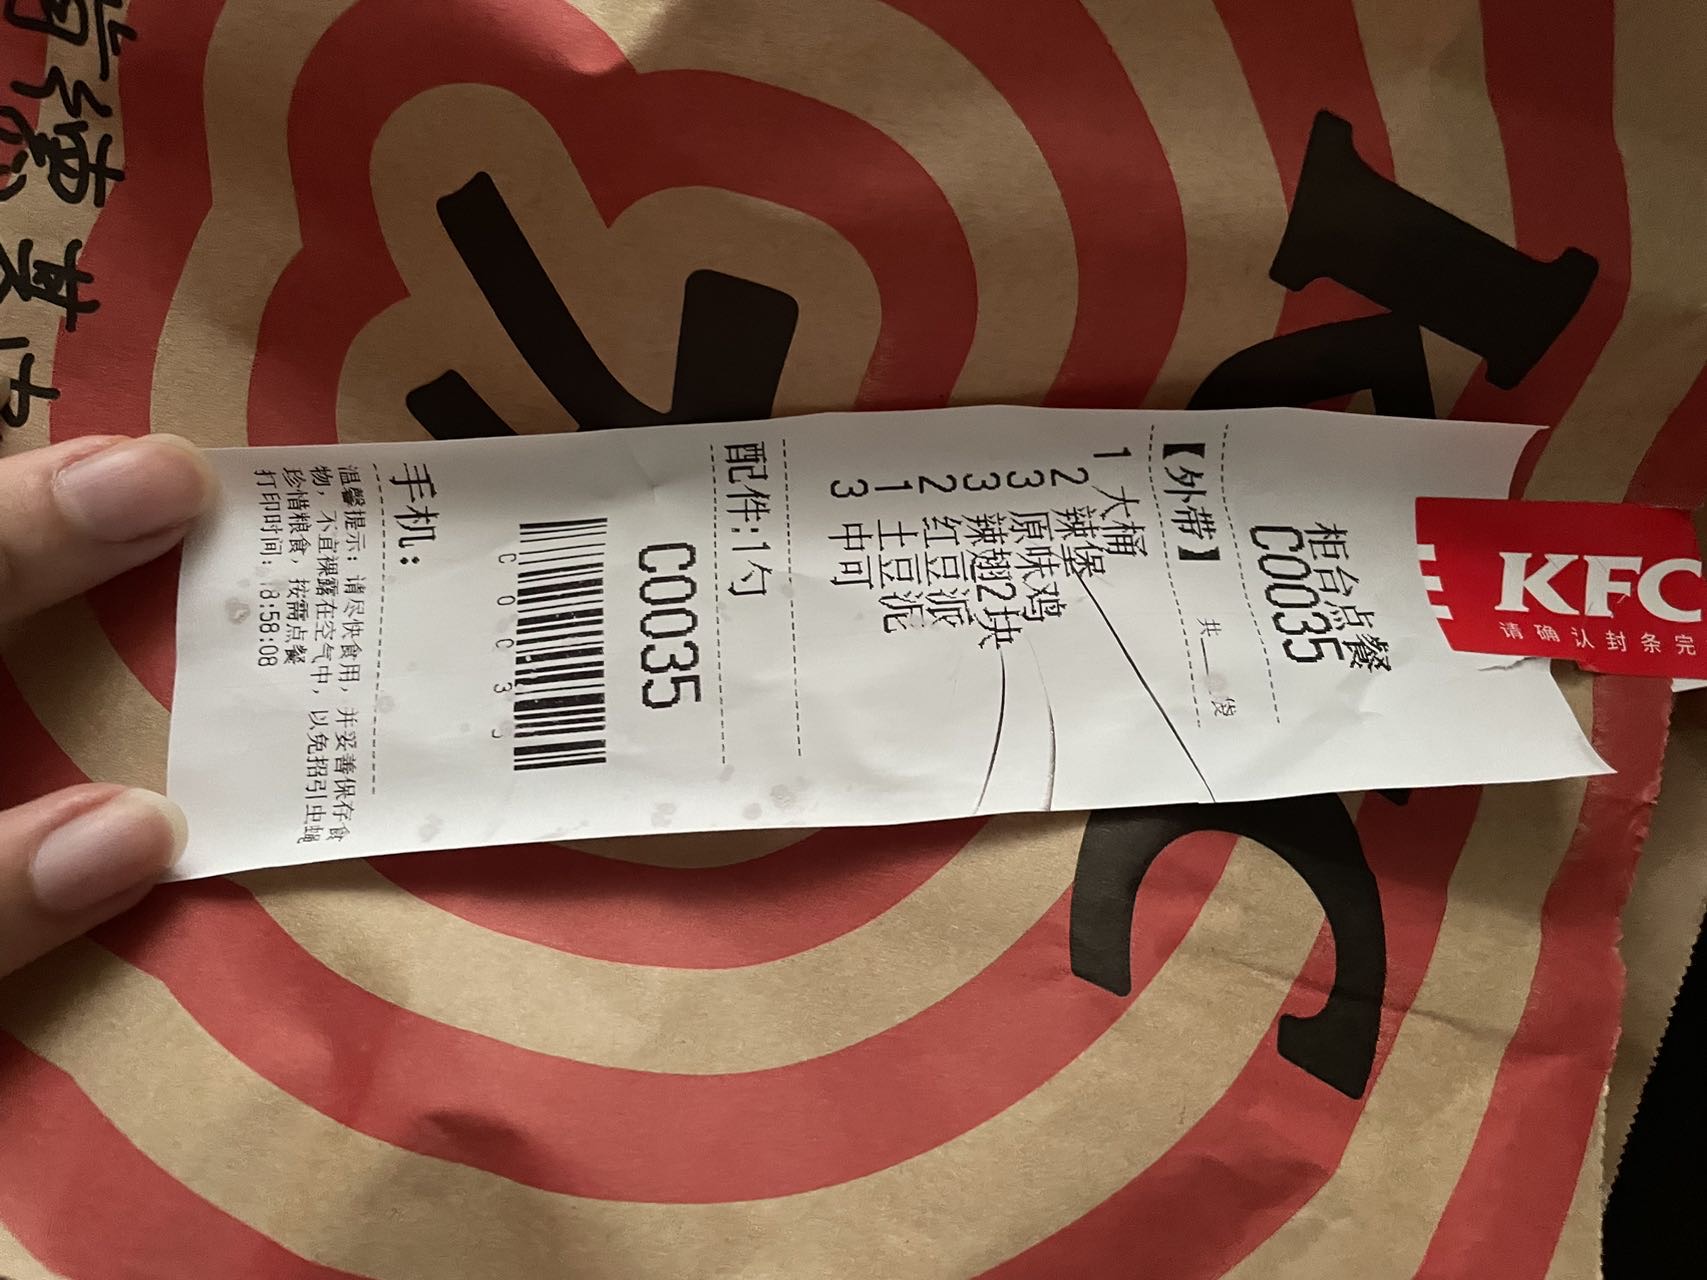 柜台点餐
C0035
【外带】
共__袋
1 大桶
2 辣堡
3 原味鸡
3 辣翅2块
2 红豆派
1 土豆泥
3 中可
配件:1 勺
C0035
C 0 0 3 5
手机:
温馨提示:请尽快食用,并妥善保存食
物,不宜裸露在空气中,以免招引虫蝇
珍惜粮食,按需点餐
打印时间:18:58:08
KFC
请确认封条完
KFC